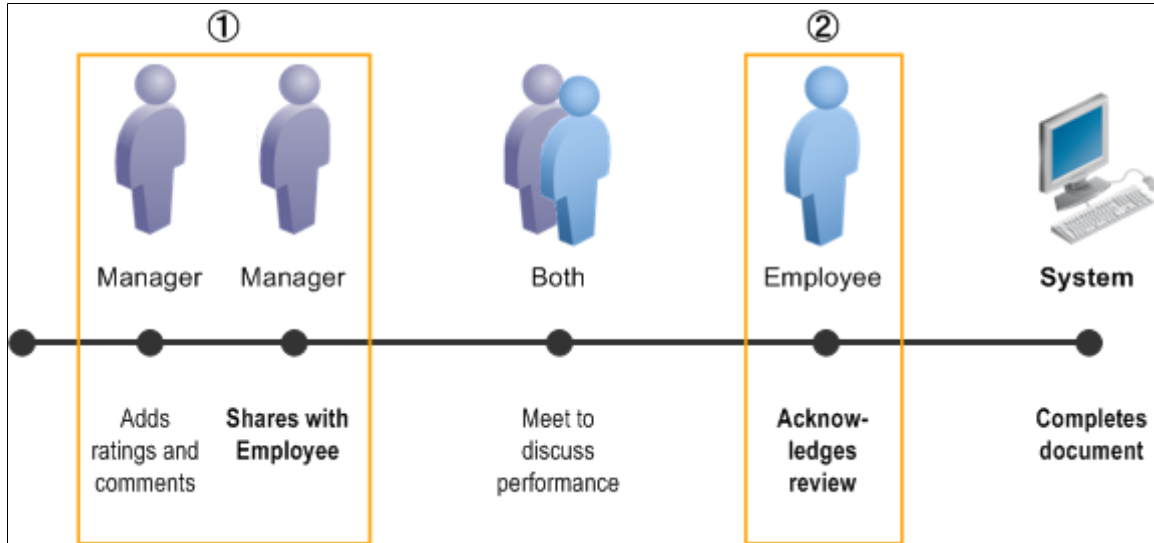 ① ②
Manager Manager Both Employee System
Adds
ratings and
comments
Shares with
Employee
Meet to
discuss
performance
Acknow-
ledges
review
Completes
document